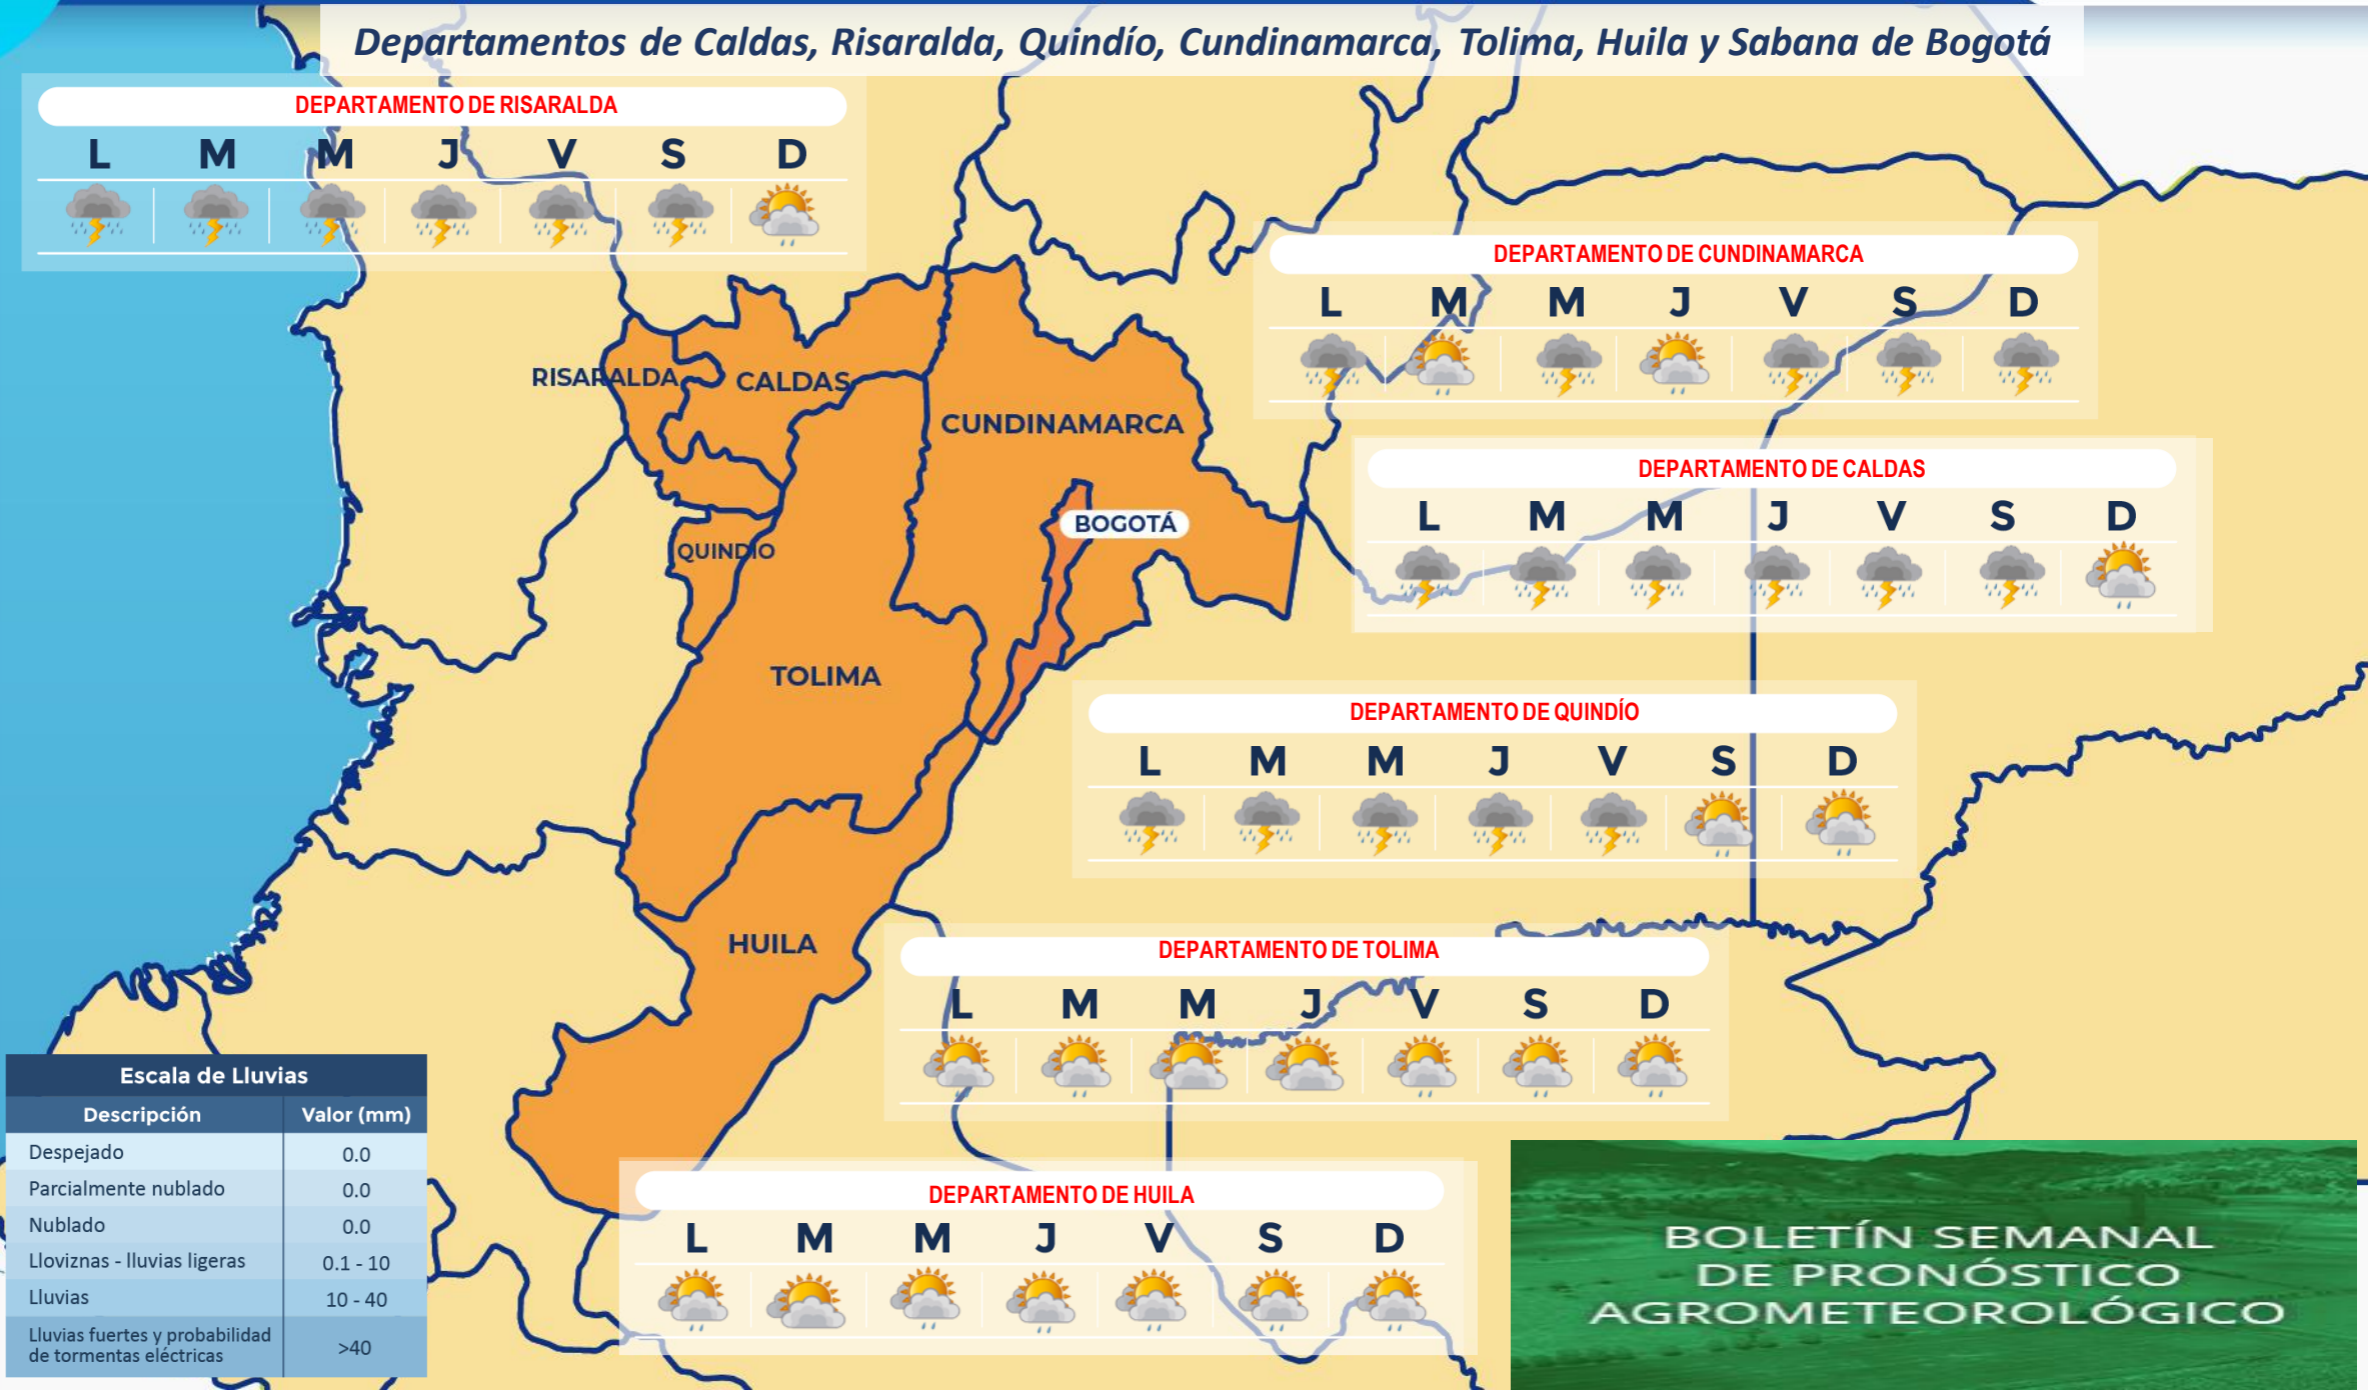 Departamentos de Caldas, Risaralda, Quindío, Cundinamarca, Tolima, Huila y Sabana de Bogotá
DEPARTAMENTO DE RISARALDA
L M M J V S D
DEPARTAMENTO DE CUNDINAMARCA
L M M J V S D
RISARALDA
CALDAS
CUNDINAMARCA
BOGOTÁ
QUINDIO
TOLIMA
HUILA
DEPARTAMENTO DE CALDAS
L M M J V S D
DEPARTAMENTO DE QUINDÍO
L M M J V S D
DEPARTAMENTO DE TOLIMA
L M M J V S D
DEPARTAMENTO DE HUILA
L M M J V S D
Escala de Lluvias
Descripción Valor (mm)
Despejado 0.0
Parcialmente nublado 0.0
Nublado 0.0
Lloviznas - lluvias ligeras 0.1 - 10
Lluvias 10 - 40
Lluvias fuertes y probabilidad
de tormentas eléctricas >40
BOLETÍN SEMANAL
DE PRONÓSTICO
AGROMETEOROLÓGICO